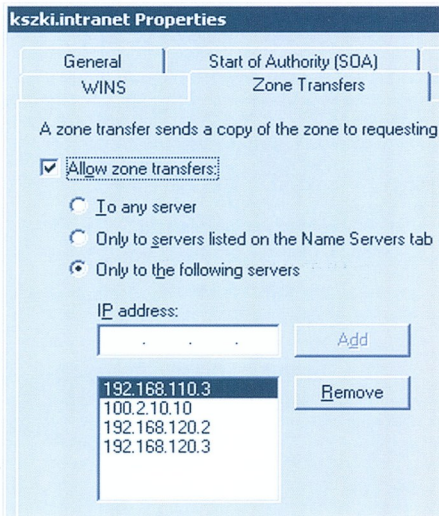 kszki.intranet Properties
General
Start of Authority (SOA)
WINS
Zone Transfers
A zone transfer sends a copy of the zone to requesting
Allow zone transfers:
To any server
Only to servers listed on the Name Servers tab
Only to the following servers
IP address:
. . .
Add
192.168.110.3
Remove
100.2.10.10
192.168.120.2
192.168.120.3